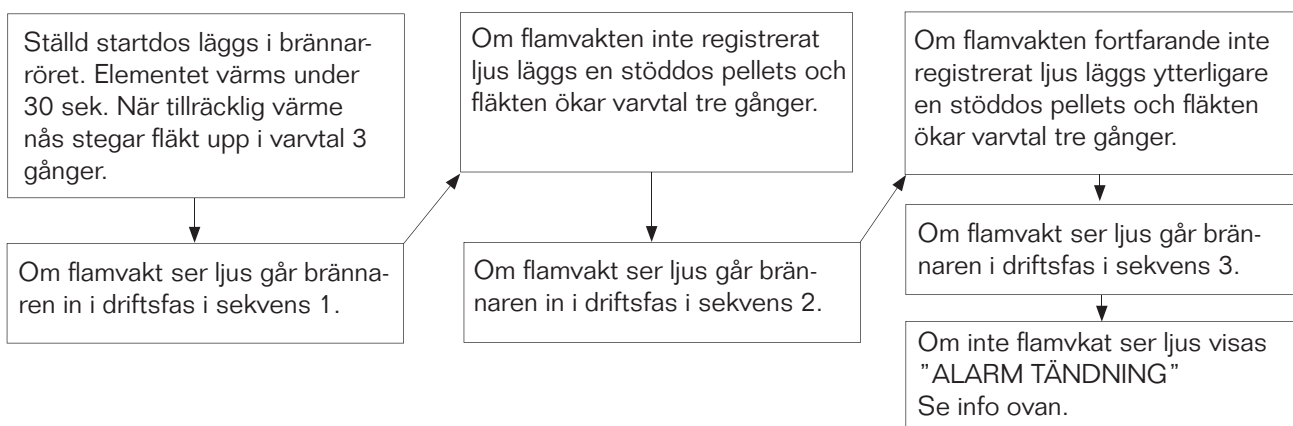 Ställd startdos läggs i brännar-
röret. Elementet värms under
30 sek. När tillräcklig värme
nås stegar fläkt upp i varvtal 3
gånger.
Om flamvakt ser ljus går bränna-
ren in i driftsfas i sekvens 1.
Om flamvakten inte registrerat
ljus läggs en stöddos pellets och
fläkten ökar varvtal tre gånger.
Om flamvakt ser ljus går brän-
naren in i driftsfas i sekvens 2.
Om flamvakten fortfarande inte
registrerat ljus läggs ytterligare
en stöddos pellets och fläkten
ökar varvtal tre gånger.
Om flamvakt ser ljus går brän-
naren i driftsfas i sekvens 3.
Om inte flamvkat ser ljus visas
”ALARM TÄNDNING”
Se info ovan.